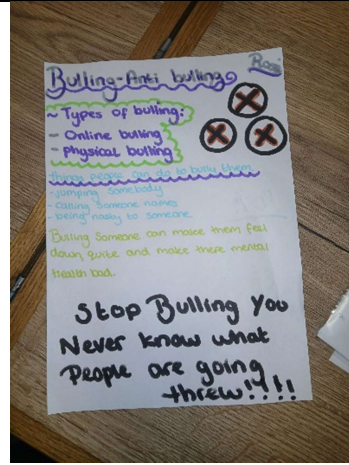 Bulling-Anti bulling
~ Types of bulling:
- Online bulling
- Physical bulling
things people can do to bully them
- jumping somebody
- calling someone names
- being nasty to someone
Bulling someone can make them feel
down, quite and make there mental
Health bad.
Stop Bulling You
Never know what
People are going
threw!!!!